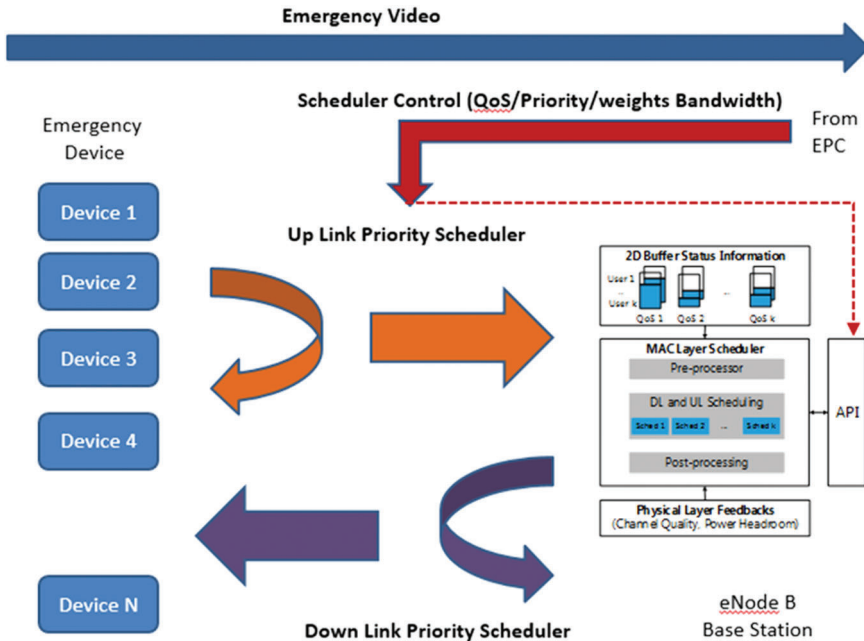 Emergency Video
Scheduler Control (QoS/Priority/weights Bandwidth)
From
EPC
Emergency
Device
Device 1
Device 2
Device 3
Device 4
Device N
Up Link Priority Scheduler
2D Buffer Status Information
User 1
...
User k
QoS 1
QoS 2
...
QoS k
MAC Layer Scheduler
Pre-processor
DL and UL Scheduling
Sched 1
Sched 2
...
Sched k
Post-processing
API
Physical Layer Feedbacks
(Channel Quality, Power Headroom)
Down Link Priority Scheduler
eNode B
Base Station